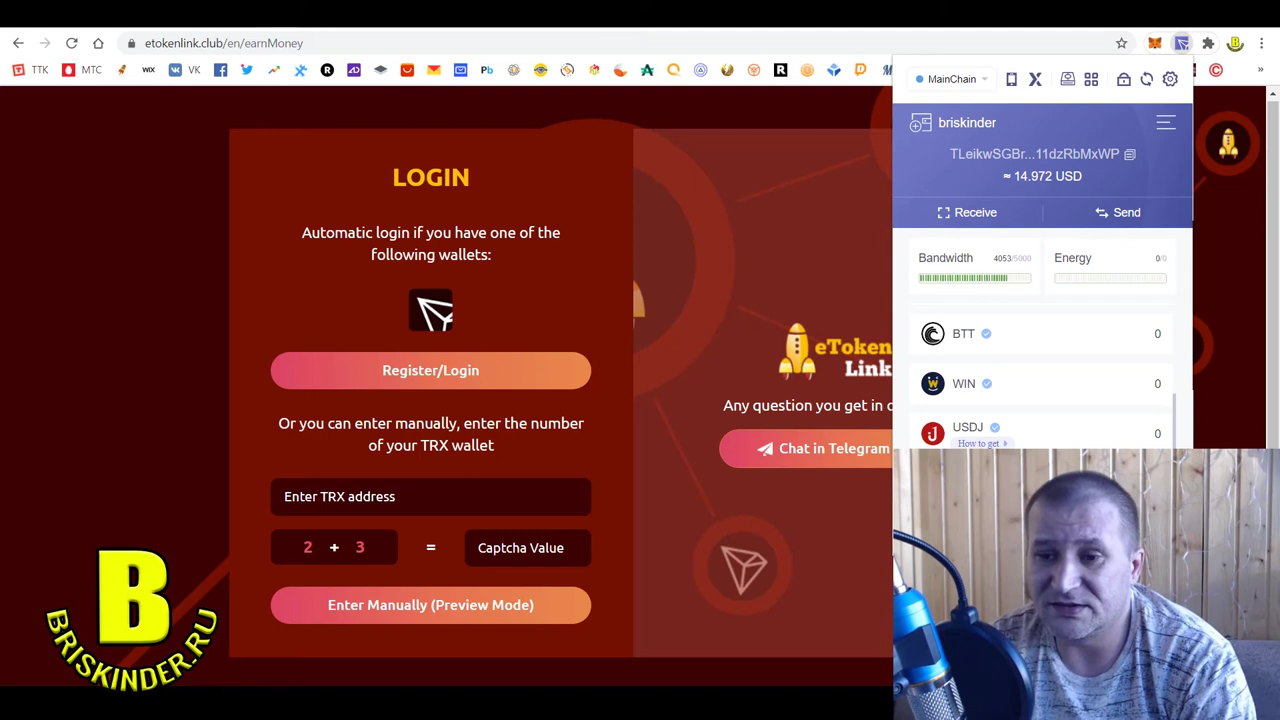 etokenlink.club/en/earnMoney
B
TTK
МТС
WIX
VK
Pb
R
LOGIN
Automatic login if you have one of the
following wallets:
Register/Login
Or you can enter manually, enter the number
of your TRX wallet
Enter TRX address
2 + 3 = Captcha Value
Enter Manually (Preview Mode)
eToken
Link
Any question you get in
Chat in Telegram
MainChain
X
briskinder
TLeikwSGBr...11dzRbMxWP
≈ 14.972 USD
Receive
Send
Bandwidth 4053/5000
Energy 0/0
BTT 0
WIN 0
USDJ 0
How to get
B
BRISKINDER.RU